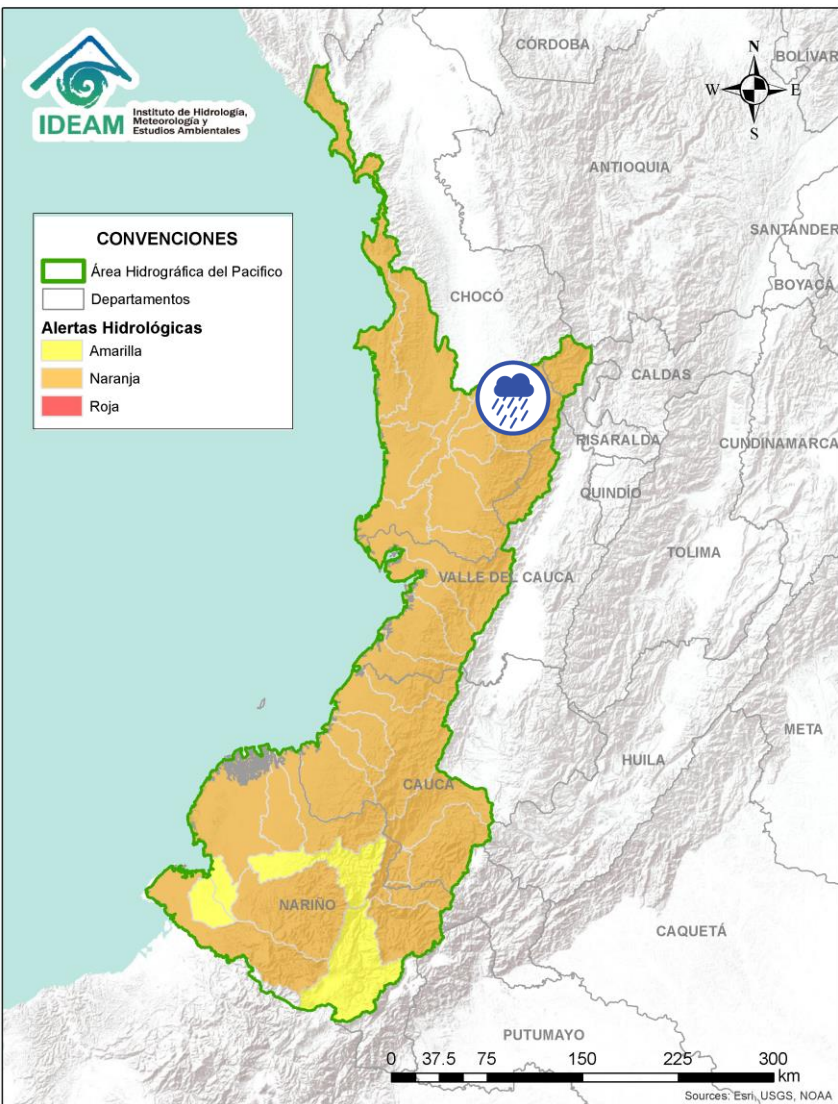 IDEAM
Instituto de Hidrología,
Meteorología y
Estudios Ambientales
CÓRDOBA
BOLÍVAR
N
W
E
S
ANTIOQUIA
SANTANDER
BOYACÁ
CONVENCIONES
Área Hidrográfica del Pacifico
Departamentos
Alertas Hidrológicas
Amarilla
Naranja
Roja
CHOCÓ
CALDAS
RISARALDA
CUNDINAMARCA
QUINDÍO
TOLIMA
VALLE DEL CAUCA
META
HUILA
CAUCA
NARIÑO
CAQUETÁ
PUTUMAYO
0 37.5 75 150 225 300
km
Sources: Esri, USGS, NOAA